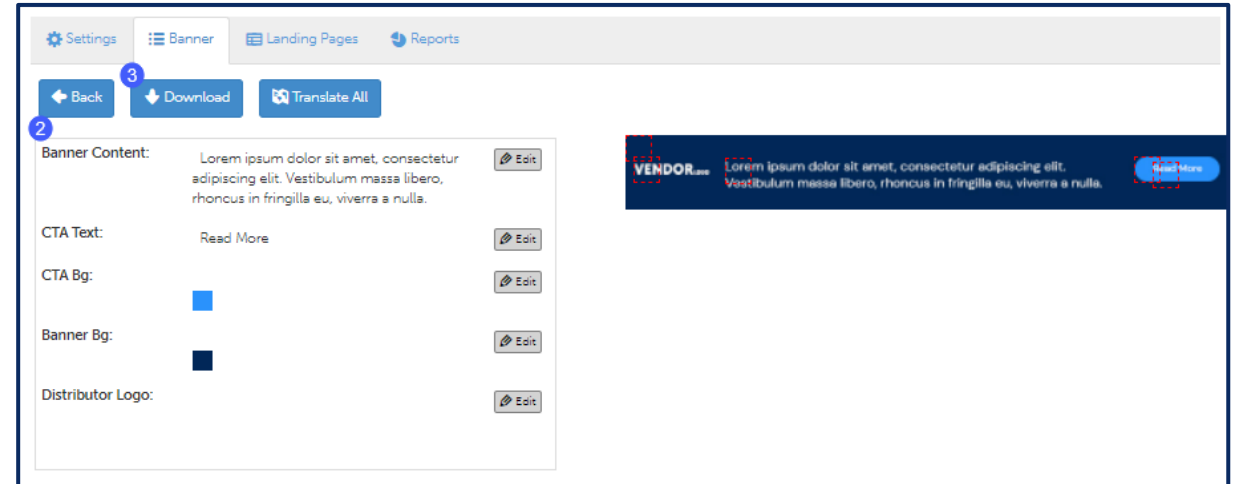 Settings
Banner
Landing Pages
Reports
3
Back
Download
Translate All
2
Banner Content:
Lorem ipsum dolor sit amet, consectetur
adipiscing elit. Vestibulum massa libero,
rhoncus in fringilla eu, viverra a nulla.
Edit
CTA Text:
Read More
Edit
CTA Bg:
Edit
Banner Bg:
Edit
Distributor Logo:
Edit
VENDOR
Lorem ipsum dolor sit amet, consectetur adipiscing elit.
Vestibulum massa libero, rhoncus in fringilla eu, viverra a nulla.
Read More